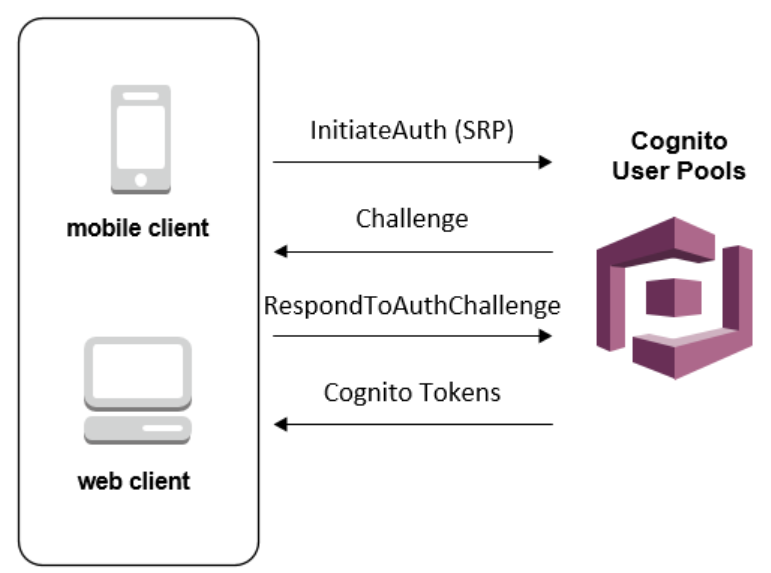 mobile client
web client
InitiateAuth (SRP)
Challenge
RespondToAuthChallenge
Cognito Tokens
Cognito
User Pools